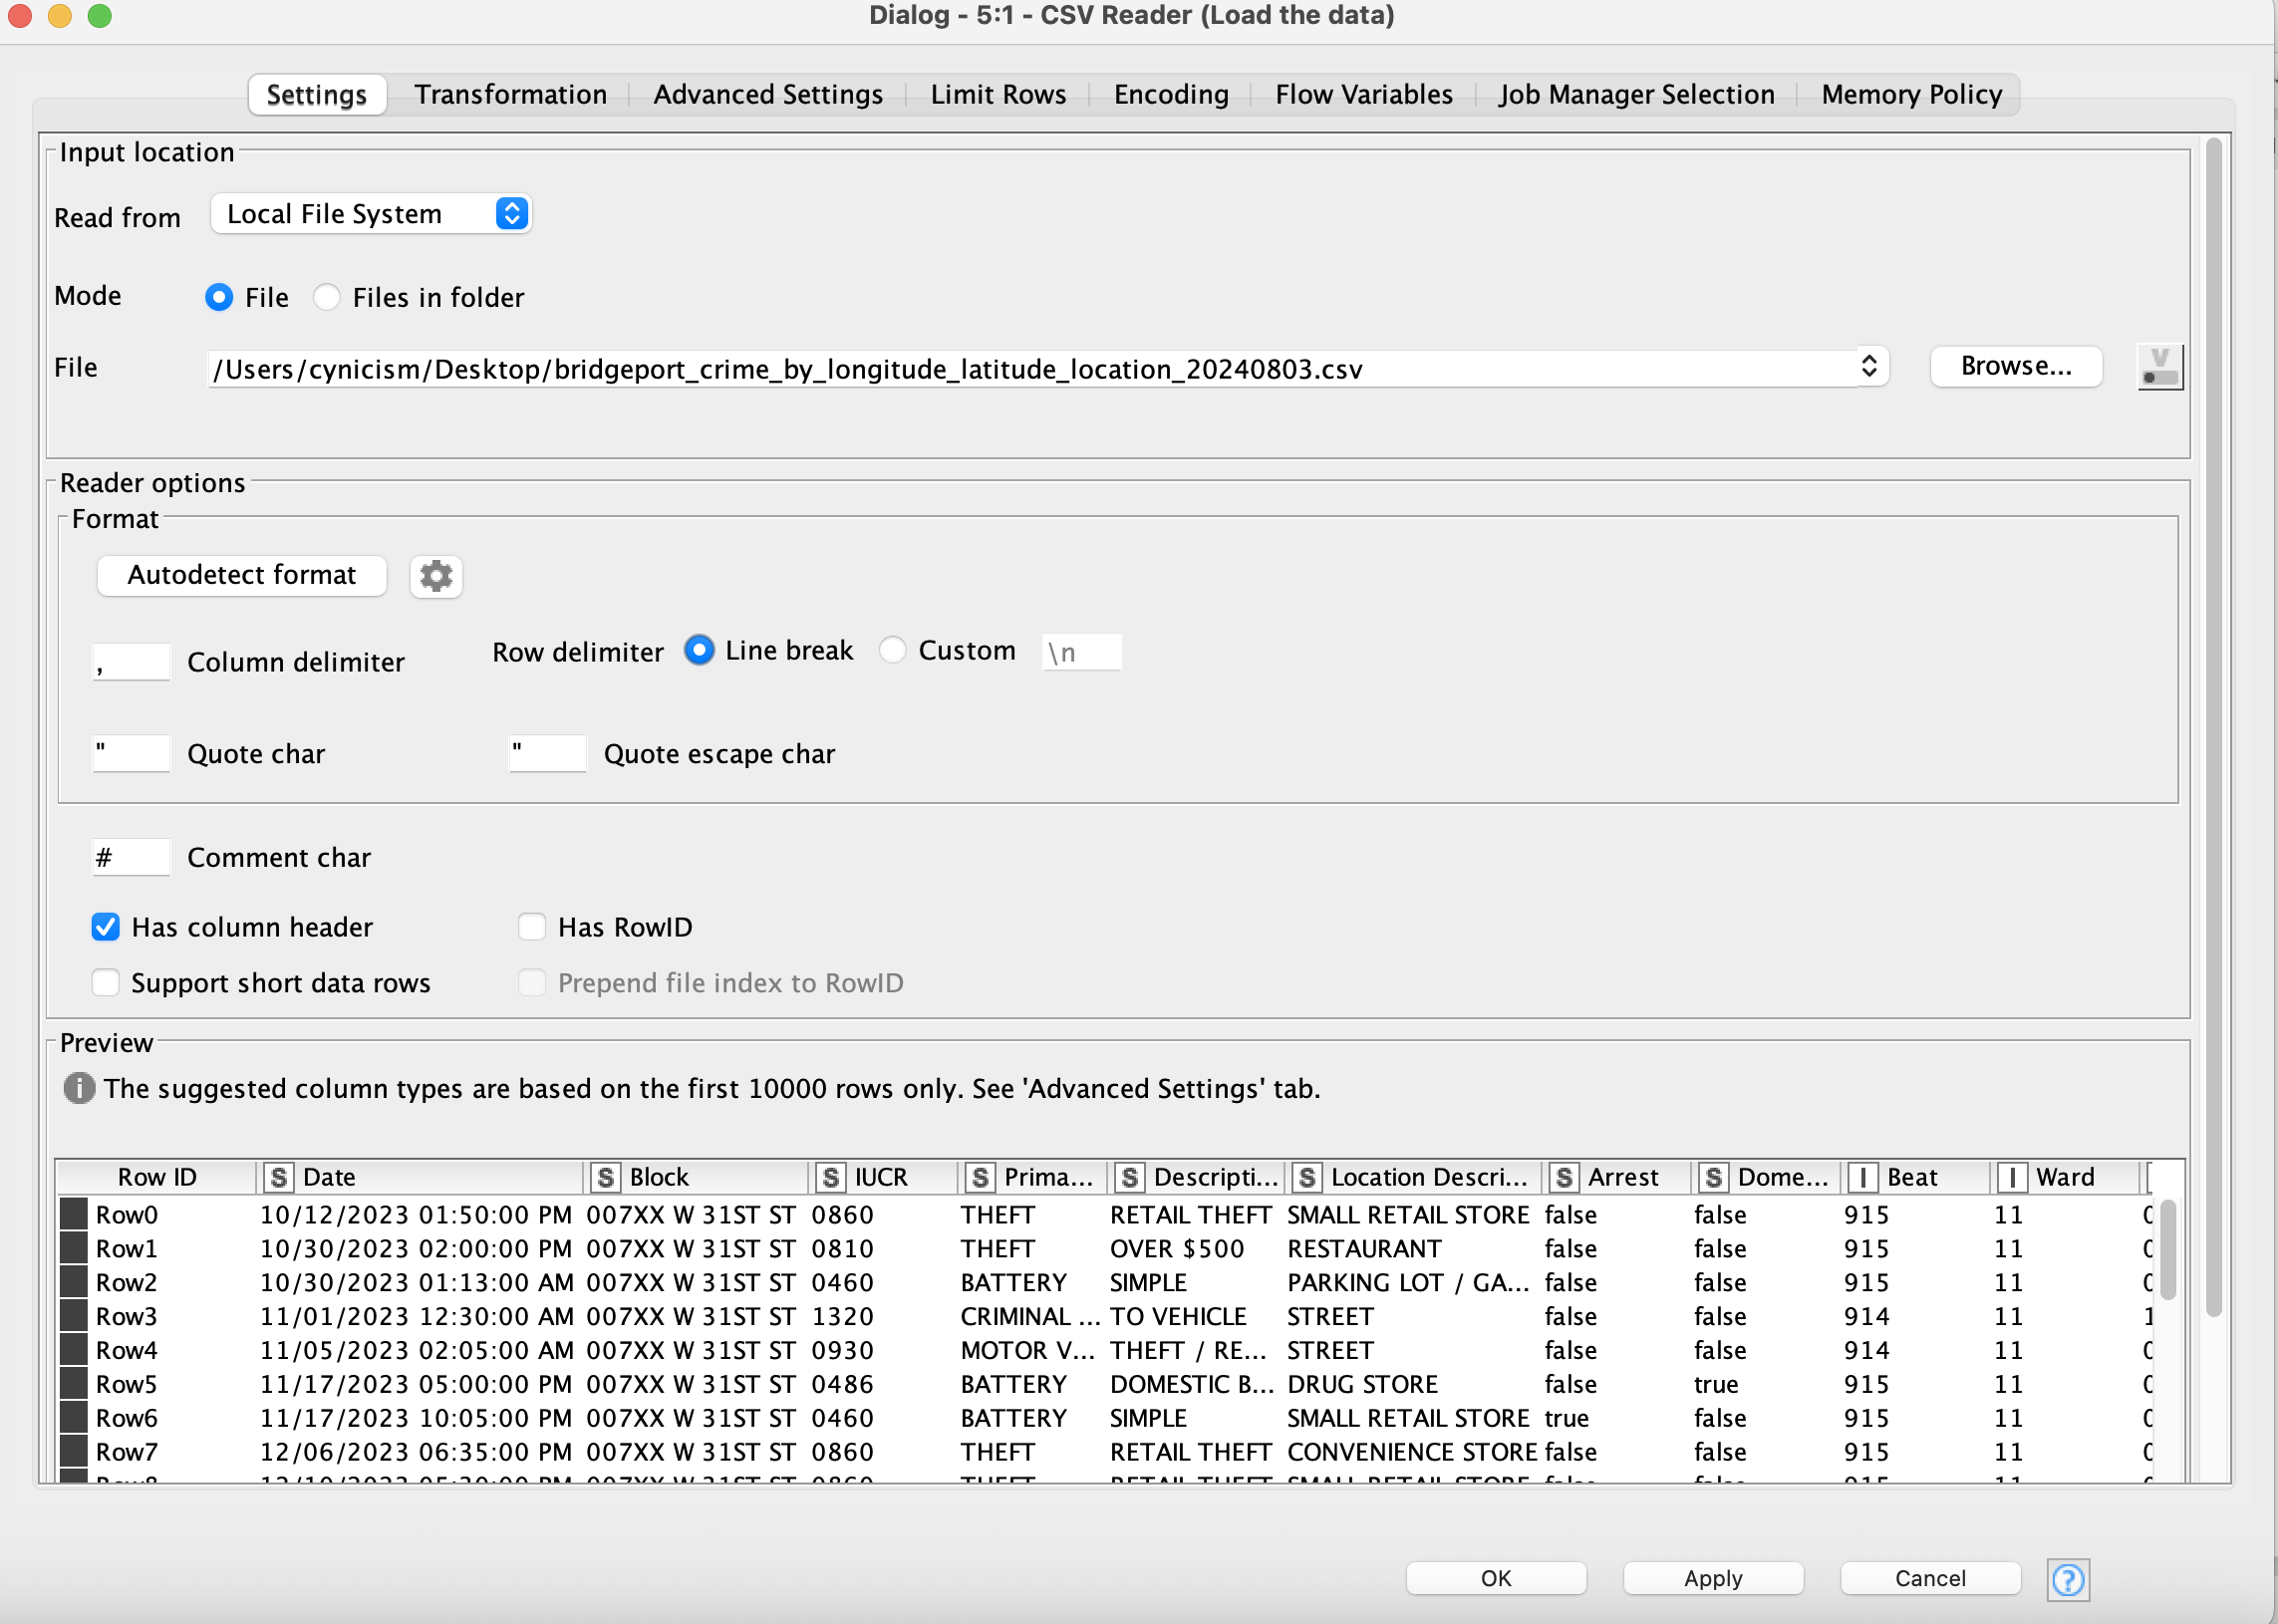 Dialog - 5:1 - CSV Reader (Load the data)
Settings Transformation Advanced Settings Limit Rows Encoding Flow Variables Job Manager Selection Memory Policy
Input location
Read from Local File System
Mode File Files in folder
File /Users/cynicism/Desktop/bridgeport_crime_by_longitude_latitude_location_20240803.csv Browse... V
Reader options
Format
Autodetect format
, Column delimiter Row delimiter Line break Custom \n
" Quote char " Quote escape char
# Comment char
Has column header Has RowID
Support short data rows Prepend file index to RowID
Preview
i The suggested column types are based on the first 10000 rows only. See 'Advanced Settings' tab.
Row ID S Date S Block S IUCR S Prima... S Descripti... S Location Descri... S Arrest S Dome... I Beat I Ward
Row0 10/12/2023 01:50:00 PM 007XX W 31ST ST 0860 THEFT RETAIL THEFT SMALL RETAIL STORE false false 915 11
Row1 10/30/2023 02:00:00 PM 007XX W 31ST ST 0810 THEFT OVER $500 RESTAURANT false false 915 11
Row2 10/30/2023 01:13:00 AM 007XX W 31ST ST 0460 BATTERY SIMPLE PARKING LOT / GA... false false 915 11
Row3 11/01/2023 12:30:00 AM 007XX W 31ST ST 1320 CRIMINAL ... TO VEHICLE STREET false false 914 11
Row4 11/05/2023 02:05:00 AM 007XX W 31ST ST 0930 MOTOR V... THEFT / RE... STREET false false 914 11
Row5 11/17/2023 05:00:00 PM 007XX W 31ST ST 0486 BATTERY DOMESTIC B... DRUG STORE false true 915 11
Row6 11/17/2023 10:05:00 PM 007XX W 31ST ST 0460 BATTERY SIMPLE SMALL RETAIL STORE true false 915 11
Row7 12/06/2023 06:35:00 PM 007XX W 31ST ST 0860 THEFT RETAIL THEFT CONVENIENCE STORE false false 915 11
OK Apply Cancel ?